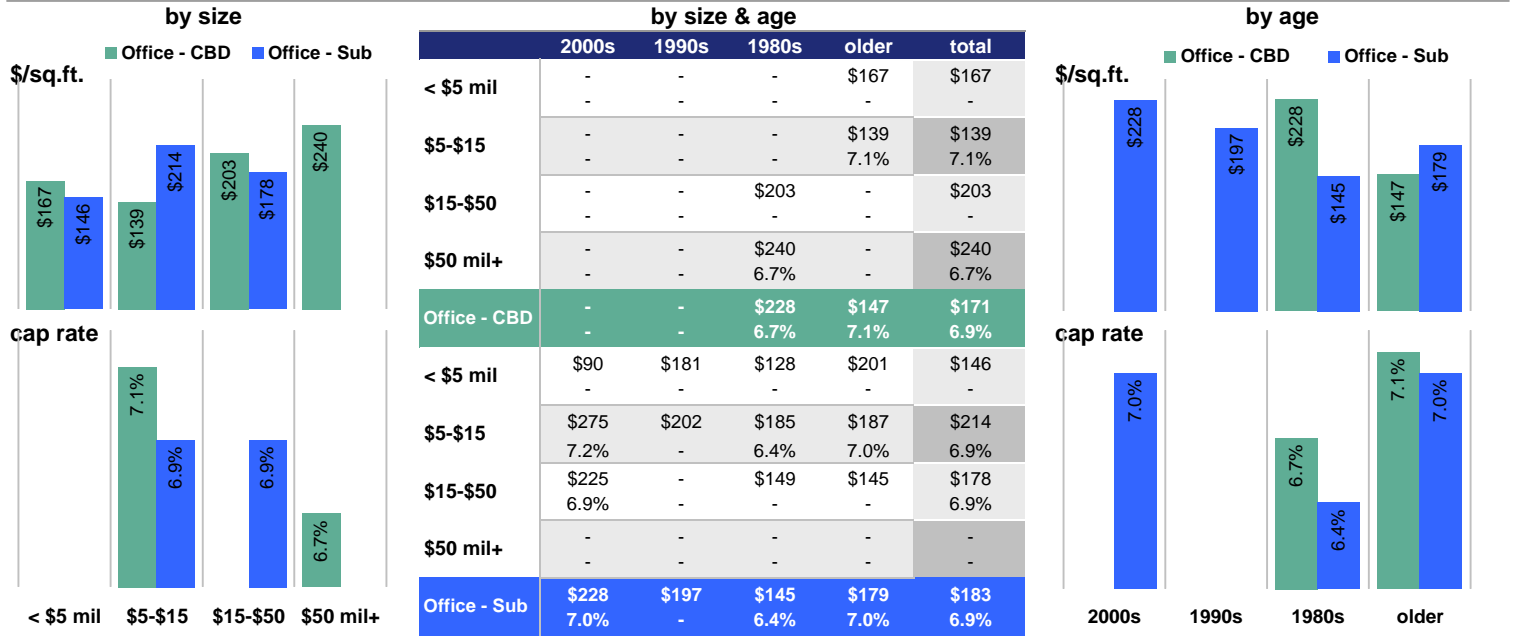 by size
Office - CBD Office - Sub
$/sq.ft.
$167 $146 $139 $214 $203 $178 $240
cap rate
7.1% 6.9% 6.9% 6.7%
< $5 mil $5-$15 $15-$50 $50 mil+
by size & age
2000s 1990s 1980s older total
< $5 mil - - - $167 $167
- - - - -
$5-$15 - - - $139 $139
- - - 7.1% 7.1%
$15-$50 - - $203 - $203
- - - - -
$50 mil+ - - $240 - $240
- - 6.7% - 6.7%
Office - CBD - - $228 $147 $171
- - 6.7% 7.1% 6.9%
< $5 mil $90 $181 $128 $201 $146
- - - - -
$5-$15 $275 $202 $185 $187 $214
7.2% - 6.4% 7.0% 6.9%
$15-$50 $225 - $149 $145 $178
6.9% - - - 6.9%
$50 mil+ - - - - -
- - - - -
Office - Sub $228 $197 $145 $179 $183
7.0% - 6.4% 7.0% 6.9%
by age
Office - CBD Office - Sub
$/sq.ft.
$228 $197 $228 $145 $147 $179
cap rate
7.0% 6.7% 6.4% 7.1% 7.0%
2000s 1990s 1980s older